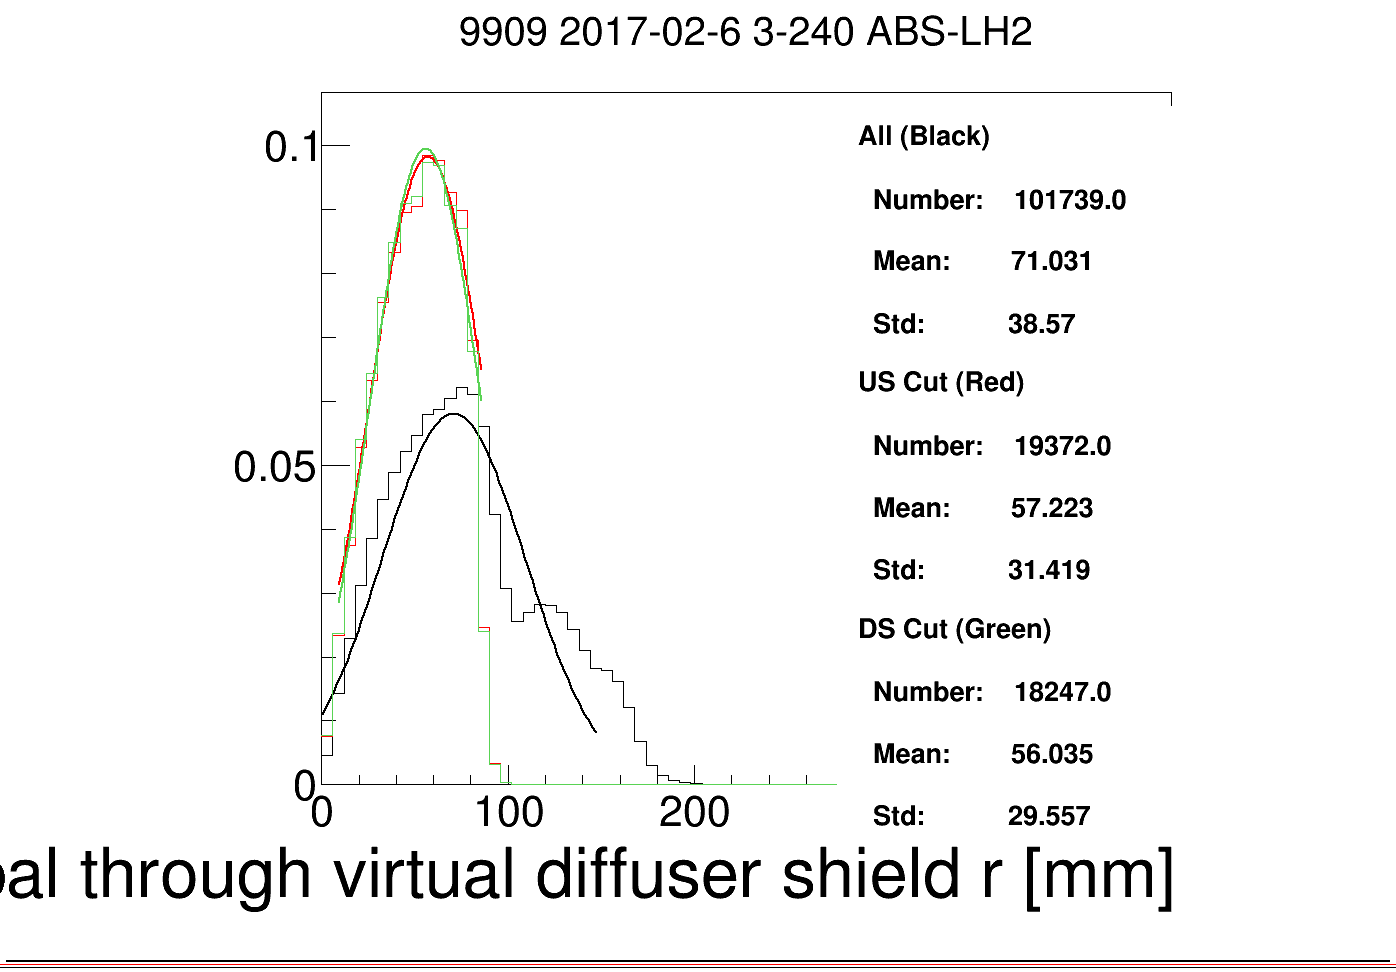 9909 2017-02-6 3-240 ABS-LH2
0.1
0.05
0
0 100 200
All (Black)
Number: 101739.0
Mean: 71.031
Std: 38.57
US Cut (Red)
Number: 19372.0
Mean: 57.223
Std: 31.419
DS Cut (Green)
Number: 18247.0
Mean: 56.035
Std: 29.557
through virtual diffuser shield r [mm]